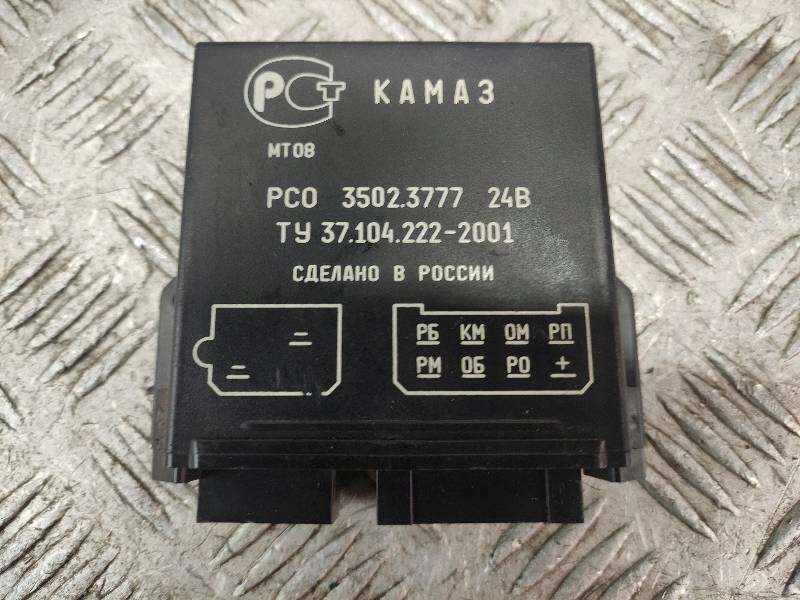 РСТ КАМАЗ
МТ08
РСО 3502.3777 24В
ТУ 37.104.222-2001
СДЕЛАНО В РОССИИ
РБ КМ ОМ РП
РМ ОБ РО +